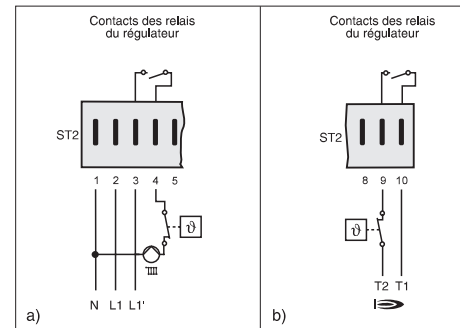 Contacts des relais
du régulateur
ST2
1 2 3 4 5
ϑ
N L1 L1'
a)
Contacts des relais
du régulateur
ST2
8 9 10
ϑ
T2 T1
b)